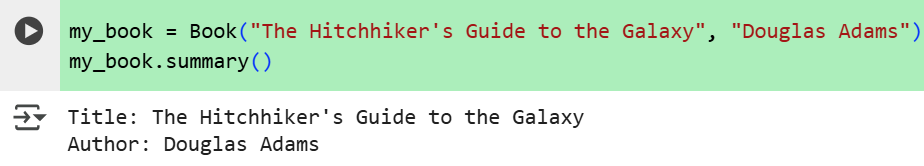 my_book = Book("The Hitchhiker's Guide to the Galaxy", "Douglas Adams")
my_book.summary()
Title: The Hitchhiker's Guide to the Galaxy
Author: Douglas Adams